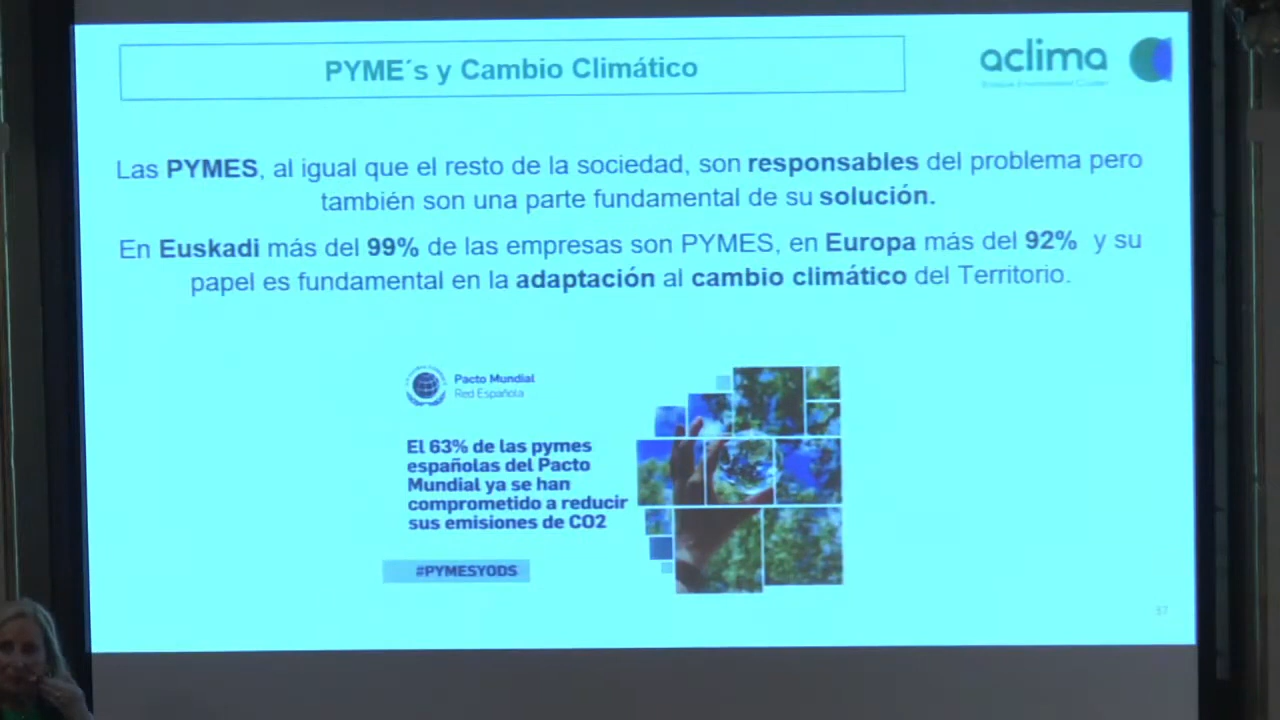 PYME´s y Cambio Climático
aclima
Basque Environment Cluster
Las PYMES, al igual que el resto de la sociedad, son responsables del problema pero
también son una parte fundamental de su solución.
En Euskadi más del 99% de las empresas son PYMES, en Europa más del 92% y su
papel es fundamental en la adaptación al cambio climático del Territorio.
Pacto Mundial
Red Española
El 63% de las pymes
españolas del Pacto
Mundial ya se han
comprometido a reducir
sus emisiones de CO2
#PYMESYODS
37